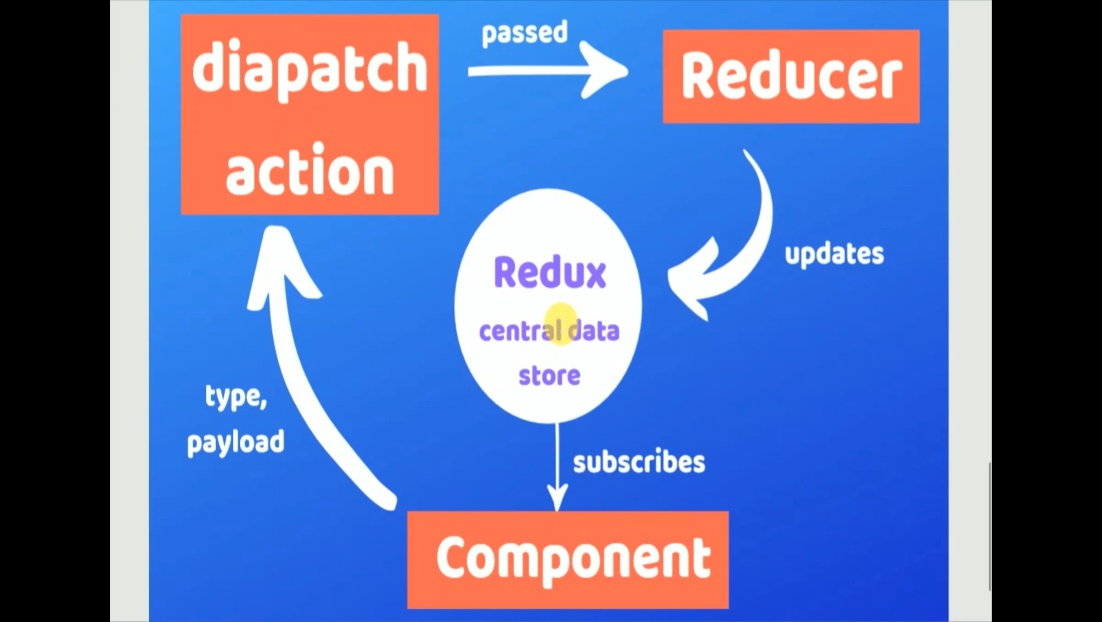 diapatch
action
passed
Reducer
updates
Redux
central data
store
type,
payload
subscribes
Component